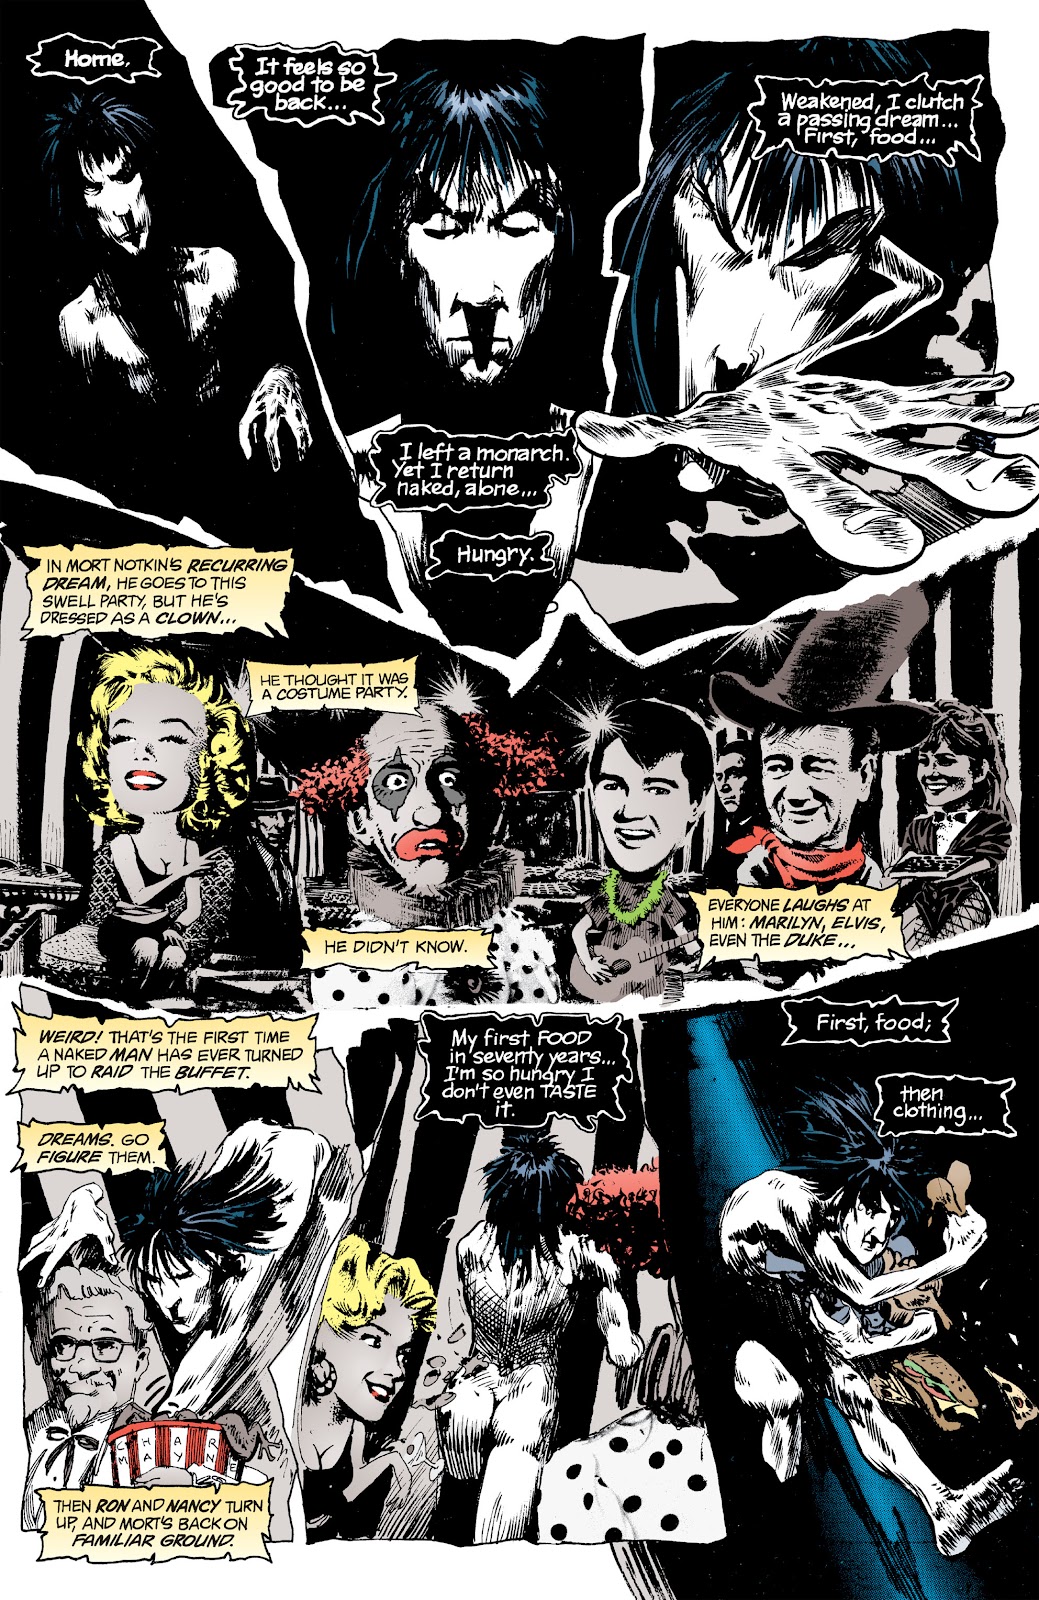 Home.
It feels so
good to be
back...
Weakened, I clutch
a passing dream...
First, food...
I left a monarch.
Yet I return
naked, alone...
Hungry.
IN MORT NOTKIN'S RECURRING
DREAM, HE GOES TO THIS
SWELL PARTY, BUT HE'S
DRESSED AS A CLOWN...
HE THOUGHT IT WAS
A COSTUME PARTY.
HE DIDN'T KNOW.
EVERYONE LAUGHS AT
HIM: MARILYN, ELVIS,
EVEN THE DUKE...
WEIRD! THAT'S THE FIRST TIME
A NAKED MAN HAS EVER TURNED
UP TO RAID THE BUFFET.
DREAMS. GO
FIGURE THEM.
CHAR
MAYNE
THEN RON AND NANCY TURN
UP, AND MORT'S BACK ON
FAMILIAR GROUND.
My first FOOD
in seventy years...
I'm so hungry I
don't even TASTE
it.
First, food;
then
clothing...